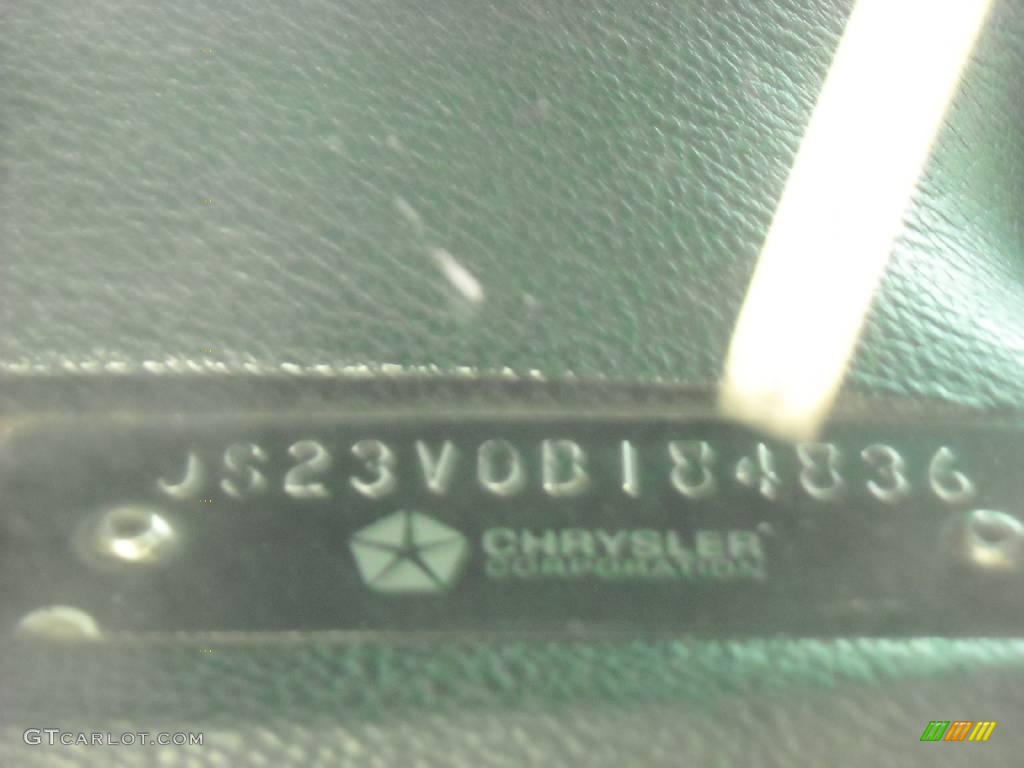 JS23V0B184836
CHRYSLER
CORPORATION
GTCARLOT.COM